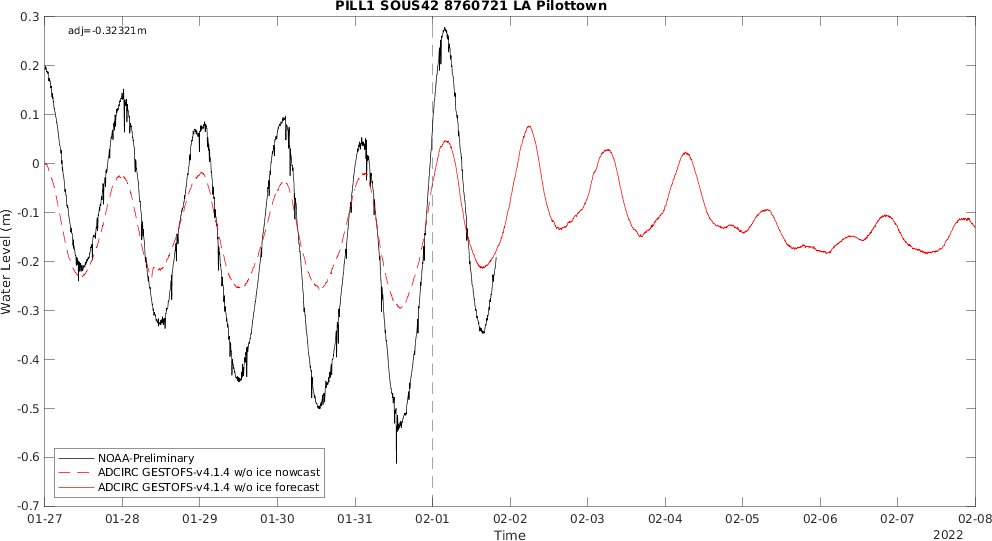 PILL1 SOUS42 8760721 LA Pilottown
adj=-0.32321m
0.3
0.2
0.1
0
-0.1
-0.2
-0.3
-0.4
-0.5
-0.6
-0.7
Water Level (m)
NOAA-Preliminary
ADCIRC GESTOFS-v4.1.4 w/o ice nowcast
ADCIRC GESTOFS-v4.1.4 w/o ice forecast
01-27 01-28 01-29 01-30 01-31 02-01 02-02 02-03 02-04 02-05 02-06 02-07 02-08
Time
2022